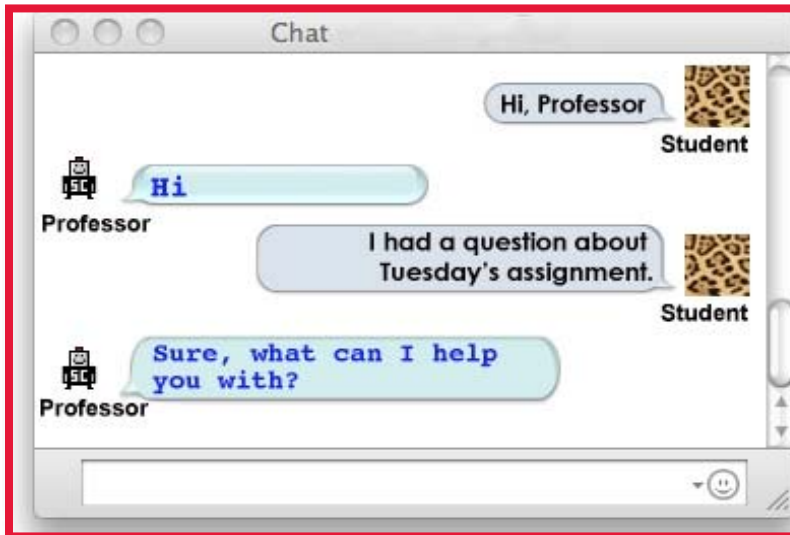 Chat
Hi, Professor
Student
Hi
Professor
I had a question about
Tuesday's assignment.
Student
Sure, what can I help
you with?
Professor